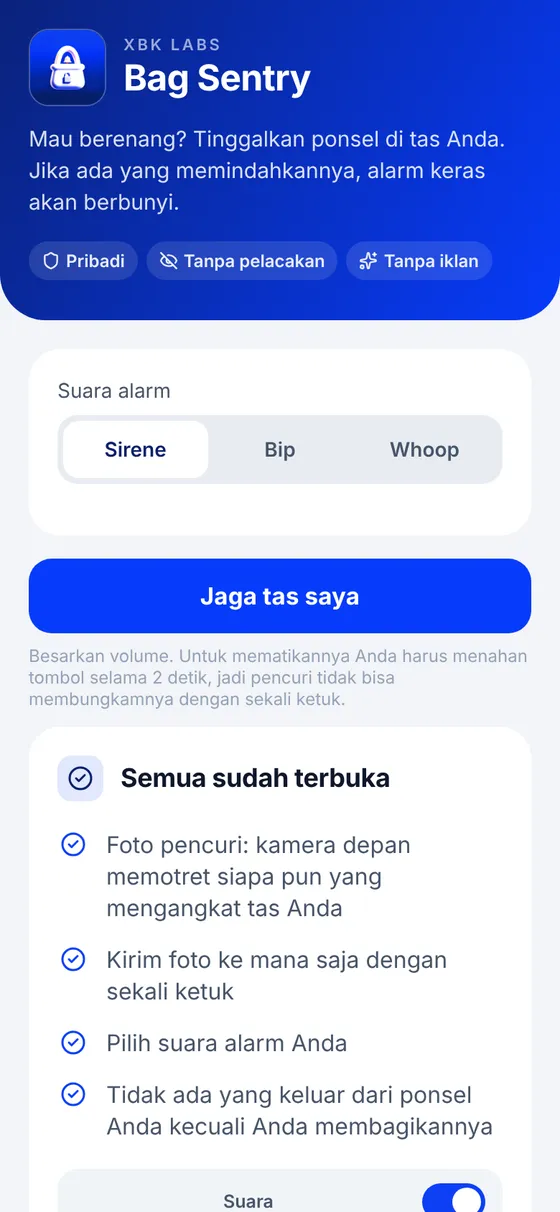 XBK LABS
Bag Sentry
Mau berenang? Tinggalkan ponsel di tas Anda.
Jika ada yang memindahkannya, alarm keras
akan berbunyi.
Pribadi
Tanpa pelacakan
Tanpa iklan
Suara alarm
Sirene
Bip
Whoop
Jaga tas saya
Besarkan volume. Untuk mematikannya Anda harus menahan
tombol selama 2 detik, jadi pencuri tidak bisa
membungkamnya dengan sekali ketuk.
Semua sudah terbuka
Foto pencuri: kamera depan
memotret siapa pun yang
mengangkat tas Anda
Kirim foto ke mana saja dengan
sekali ketuk
Pilih suara alarm Anda
Tidak ada yang keluar dari ponsel
Anda kecuali Anda membagikannya
Suara